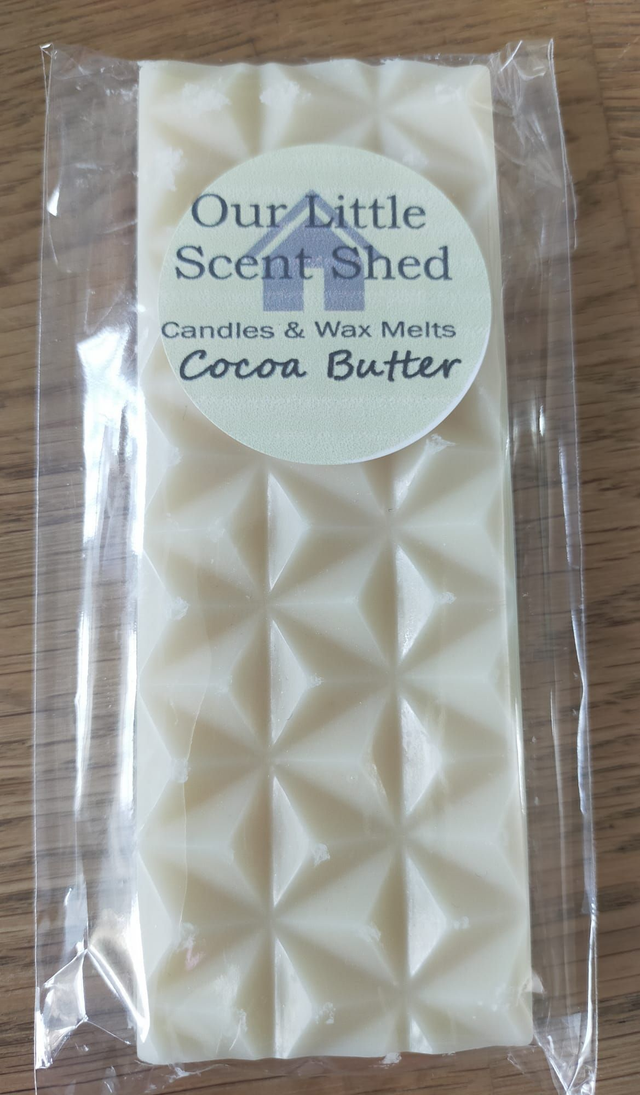 Our Little
Scent Shed
Candles & Wax Melts
Cocoa Butter